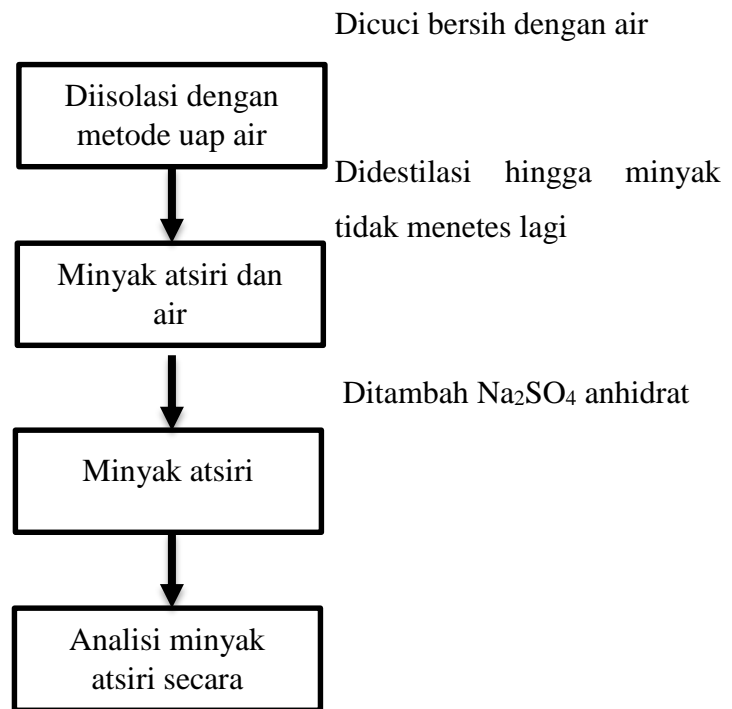 Dicuci bersih dengan air
Diisolasi dengan
metode uap air
Didestilasi hingga minyak
tidak menetes lagi
Minyak atsiri dan
air
Ditambah Na₂SO₄ anhidrat
Minyak atsiri
Analisi minyak
atsiri secara